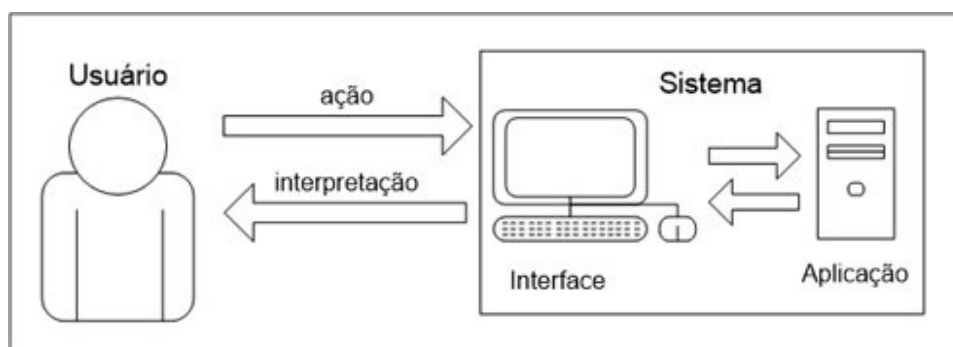 Usuário
ação
interpretação
Sistema
Interface
Aplicação